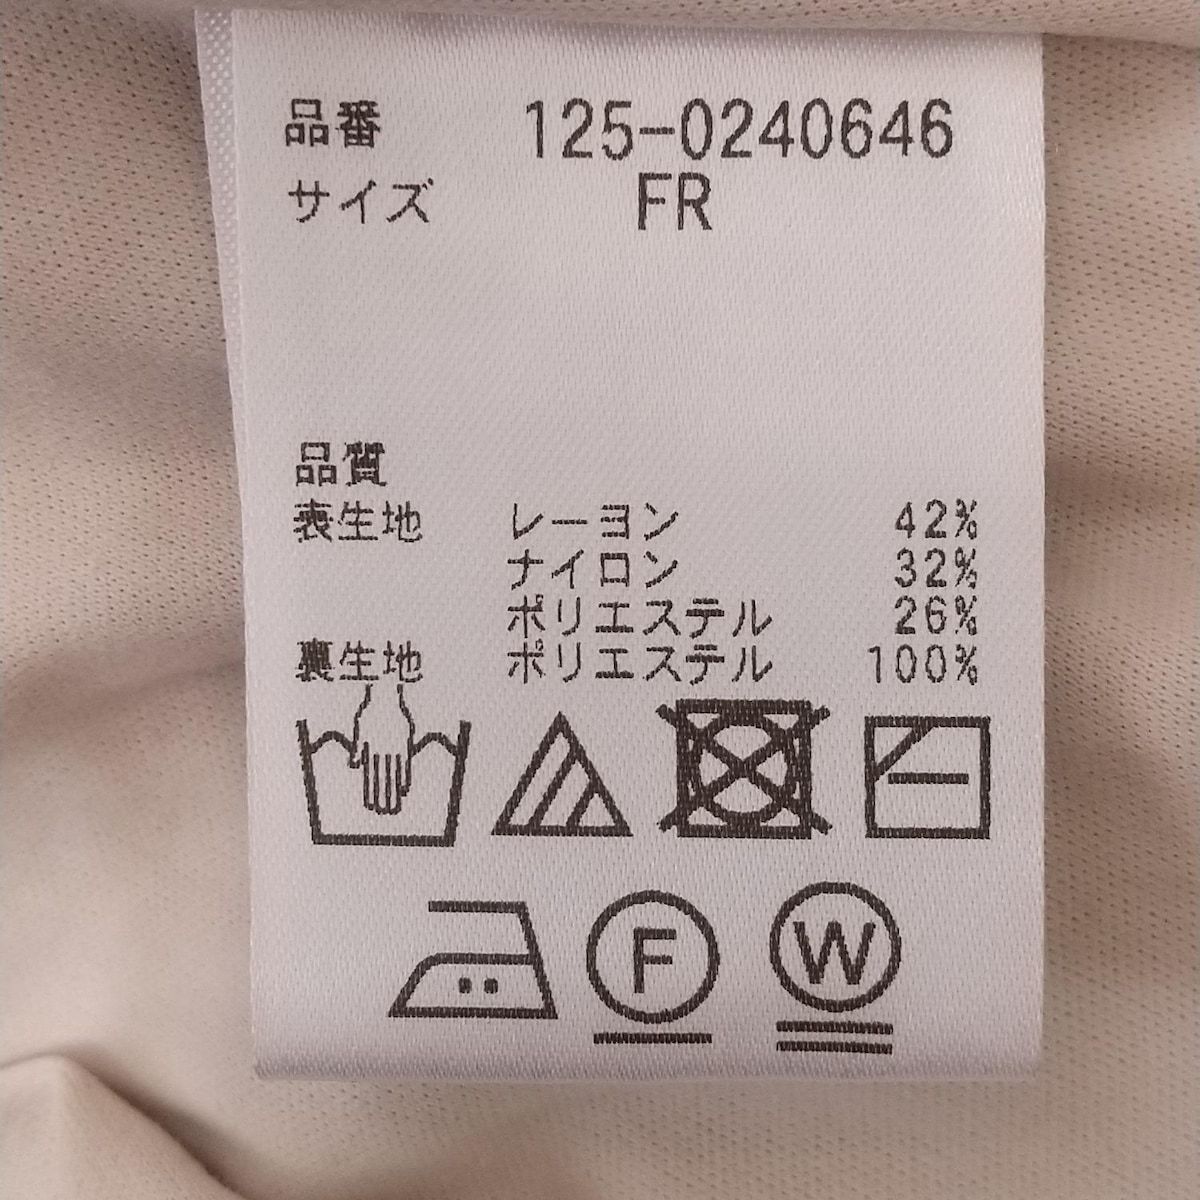 品番 125-0240646
サイズ FR
品質
表生地 レーヨン 42%
ナイロン 32%
ポリエステル 26%
裏生地 ポリエステル 100%
F W